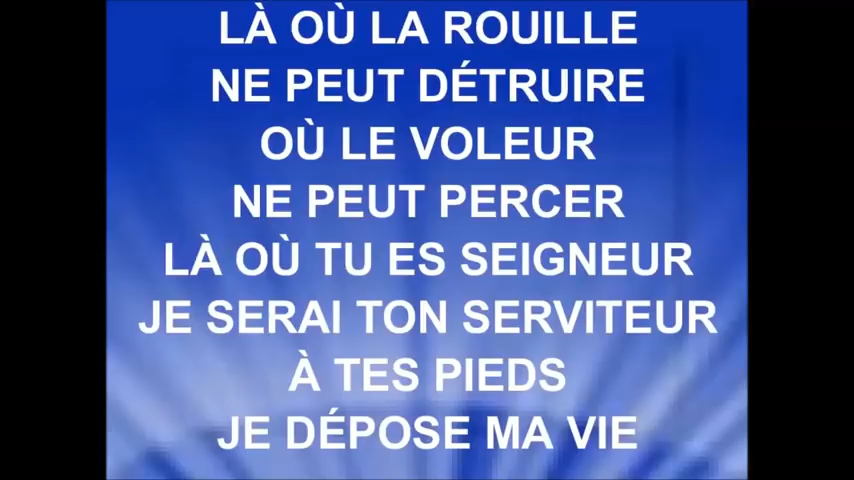 LÀ OÙ LA ROUILLE
NE PEUT DÉTRUIRE
OÙ LE VOLEUR
NE PEUT PERCER
LÀ OÙ TU ES SEIGNEUR
JE SERAI TON SERVITEUR
À TES PIEDS
JE DÉPOSE MA VIE